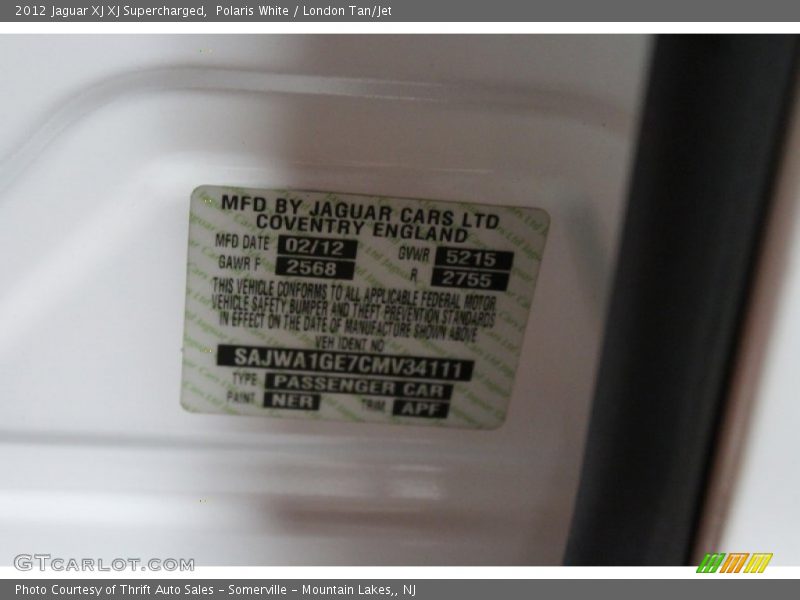 2012 Jaguar XJ XJ Supercharged,  Polaris White / London Tan/Jet
MFD BY JAGUAR CARS LTD
COVENTRY ENGLAND
MFD DATE 02/12 GVWR 5215
GAWR F 2568 R 2755
THIS VEHICLE CONFORMS TO ALL APPLICABLE FEDERAL MOTOR
VEHICLE SAFETY BUMPER AND THEFT PREVENTION STANDARDS
IN EFFECT ON THE DATE OF MANUFACTURE SHOWN ABOVE
VEH IDENT NO
SAJWA1GE7CMV34111
TYPE PASSENGER CAR
PAINT NER TRIM APF
GTCARLOT.COM
Photo Courtesy of Thrift Auto Sales - Somerville - Mountain Lakes,, NJ